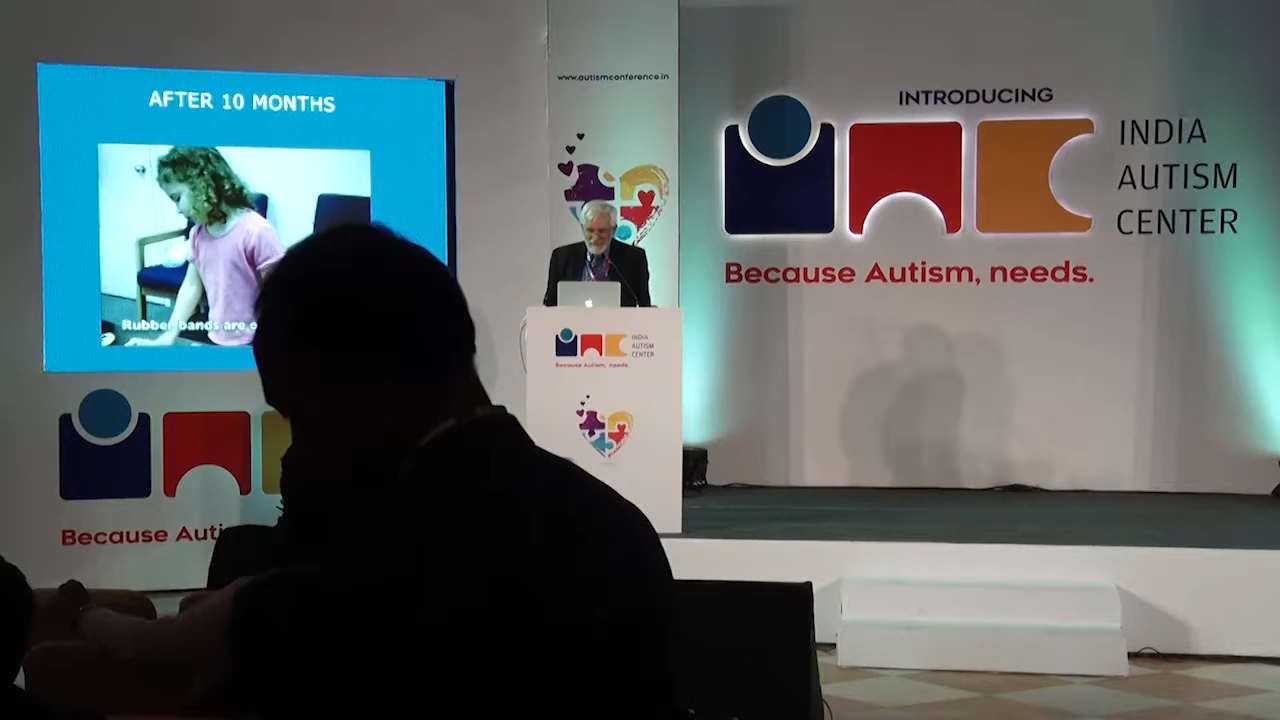 AFTER 10 MONTHS
Rubber bands are
Because
www.autismconference.in
INDIA
AUTISM
CENTER
Because Autism, needs.
INTRODUCING
INDIA
AUTISM
CENTER
Because Autism, needs.